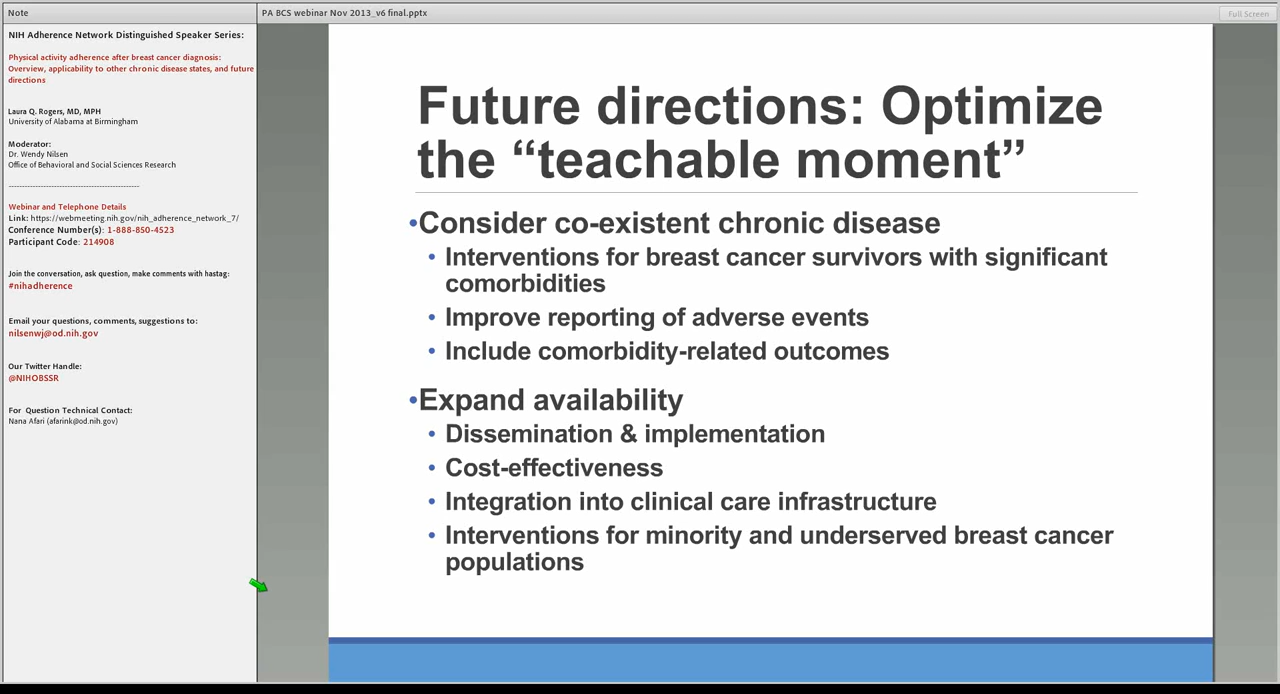 Note
NIH Adherence Network Distinguished Speaker Series:
Physical activity adherence after breast cancer diagnosis:
Overview, applicability to other chronic disease states, and future
directions
Laura Q. Rogers, MD, MPH
University of Alabama at Birmingham
Moderator:
Dr. Wendy Nilsen
Office of Behavioral and Social Sciences Research
------------------------------------------------
Webinar and Telephone Details
Link: https://webmeeting.nih.gov/nih_adherence_network_7/
Conference Number(s): 1-888-850-4523
Participant Code: 214908
Join the conversation, ask question, make comments with hastag:
#nihadherence
Email your questions, comments, suggestions to:
nilsenwj@od.nih.gov
Our Twitter Handle:
@NIHOBSSR
For Question Technical Contact:
Nana Afari (afarink@od.nih.gov)
PA BCS webinar Nov 2013_v6 final.pptx
Full Screen
Future directions: Optimize
the “teachable moment”
•Consider co-existent chronic disease
• Interventions for breast cancer survivors with significant
comorbidities
• Improve reporting of adverse events
• Include comorbidity-related outcomes
•Expand availability
• Dissemination & implementation
• Cost-effectiveness
• Integration into clinical care infrastructure
• Interventions for minority and underserved breast cancer
populations